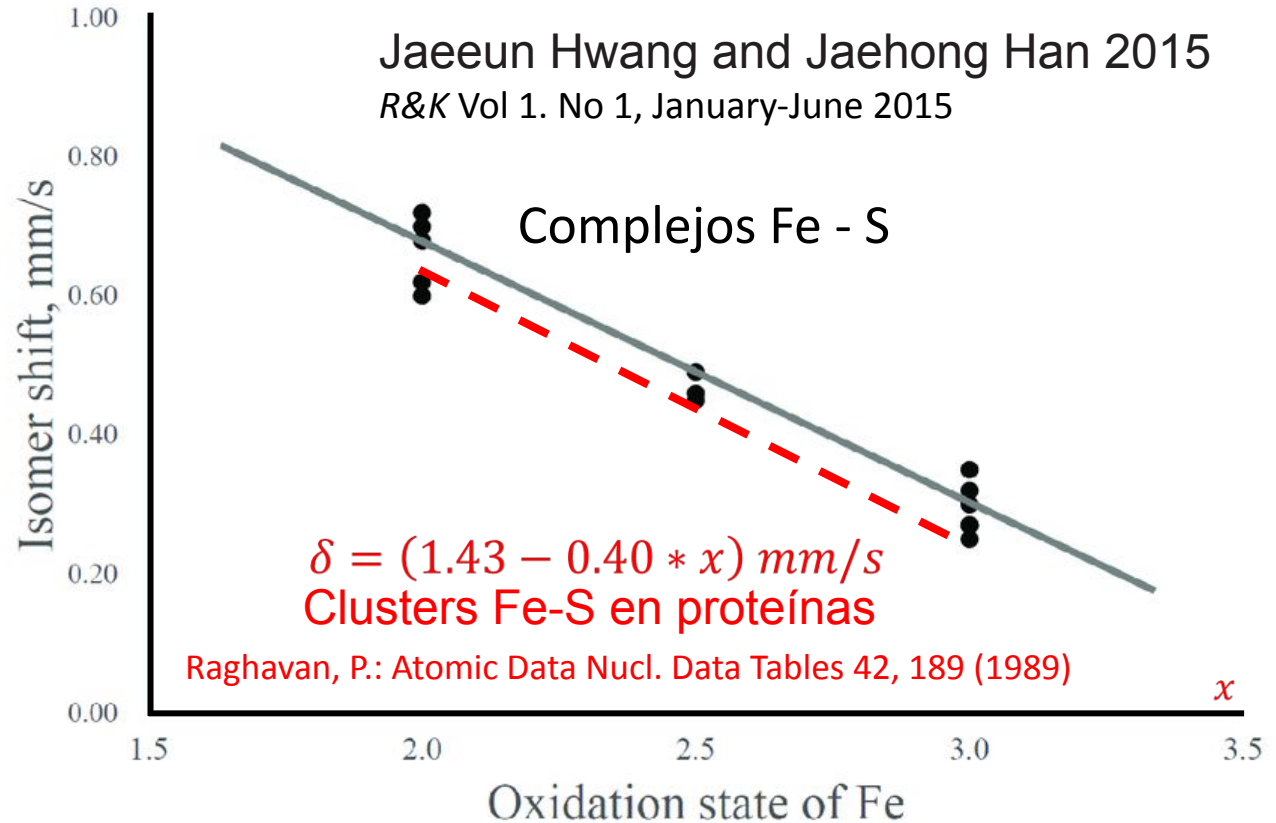 1.00
Jaeeun Hwang and Jaehong Han 2015
R&K Vol 1. No 1, January-June 2015
0.80
Complejos Fe - S
0.60
Isomer shift, mm/s
0.40
δ = (1.43 − 0.40 * x) mm/s
0.20
Clusters Fe-S en proteínas
Raghavan, P.: Atomic Data Nucl. Data Tables 42, 189 (1989)
x
0.00
1.5 2.0 2.5 3.0 3.5
Oxidation state of Fe